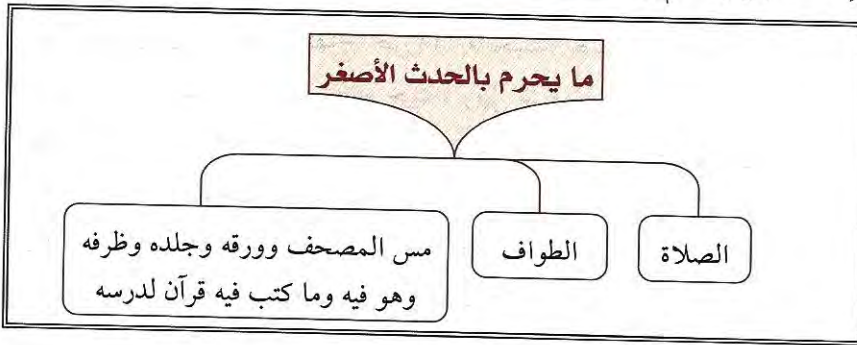 ما يحرم بالحدث الأصغر
الصلاة
الطواف
مس المصحف وورقه وجلده وظرفه
وهو فيه وما كتب فيه قرآن لدرسه